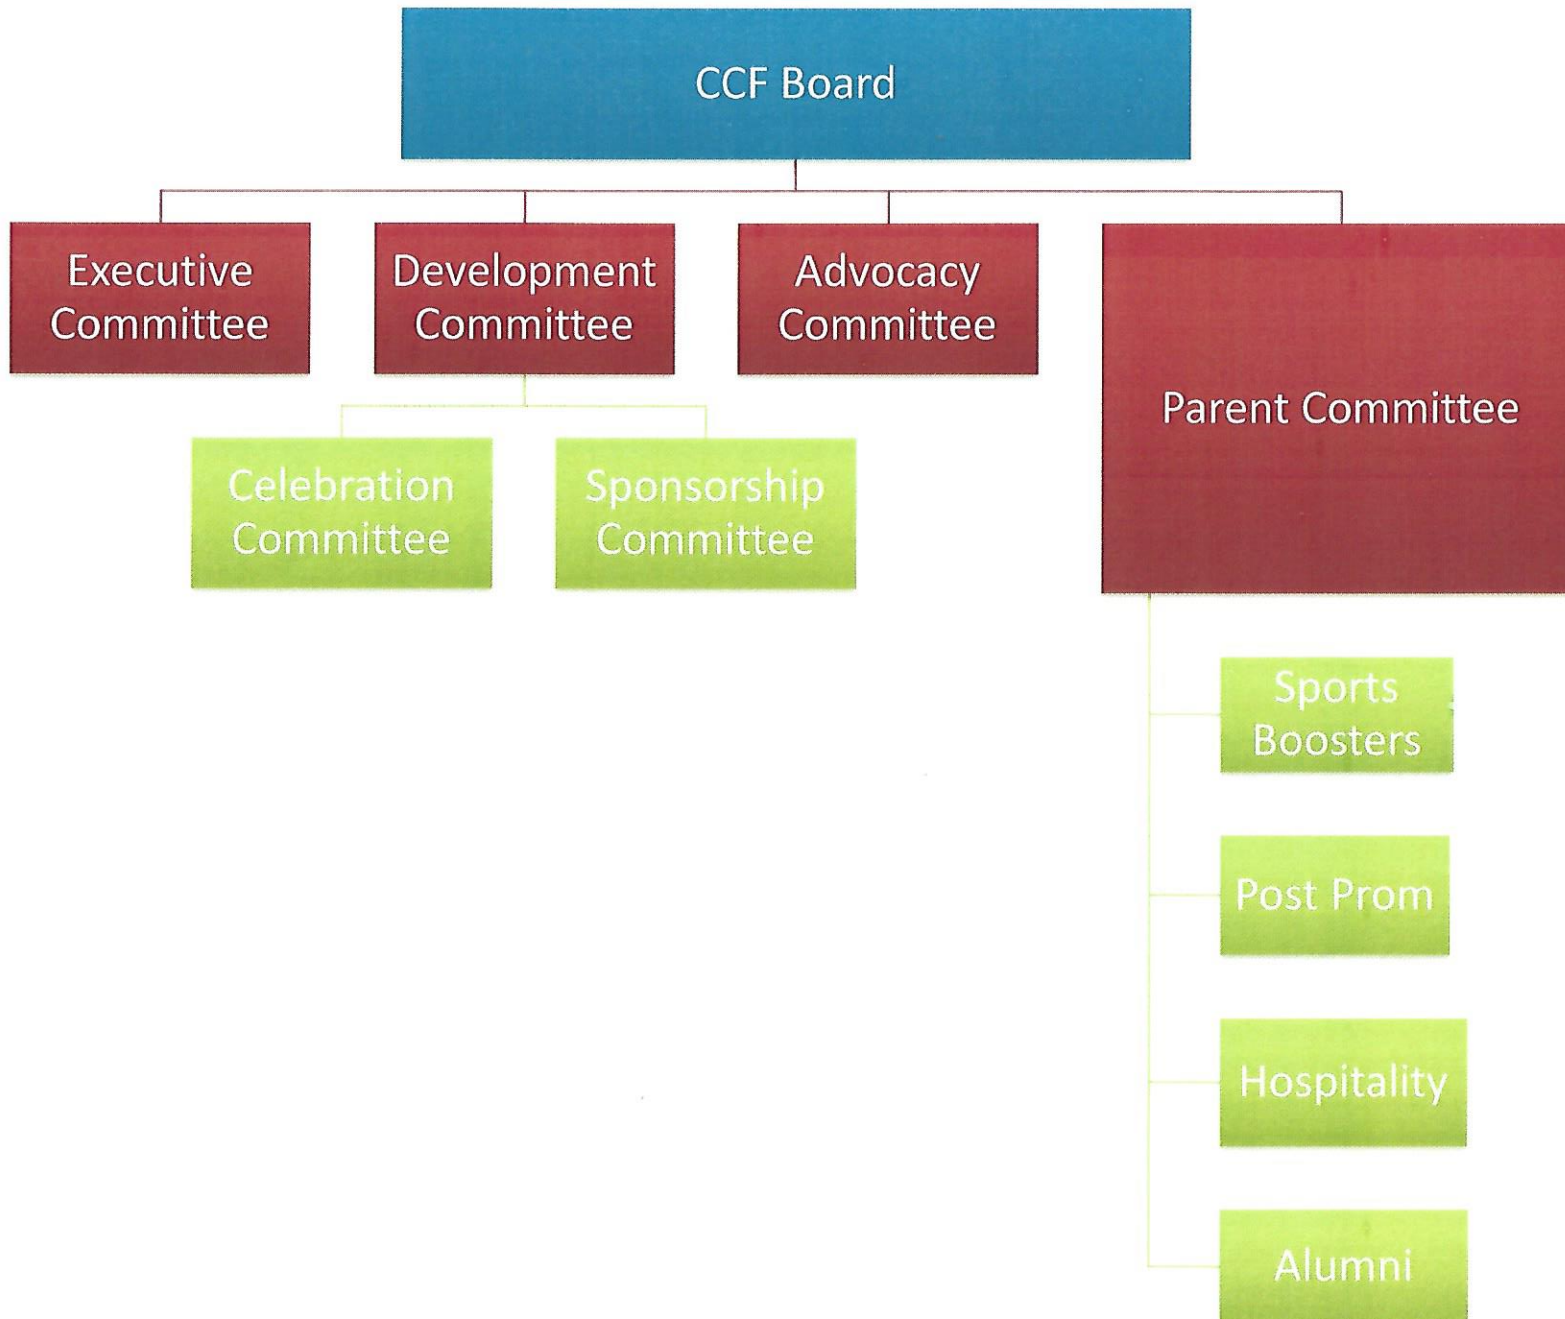 CCF Board
Executive
Committee
Development
Committee
Advocacy
Committee
Parent Committee
Celebration
Committee
Sponsorship
Committee
Sports
Boosters
Post Prom
Hospitality
Alumni